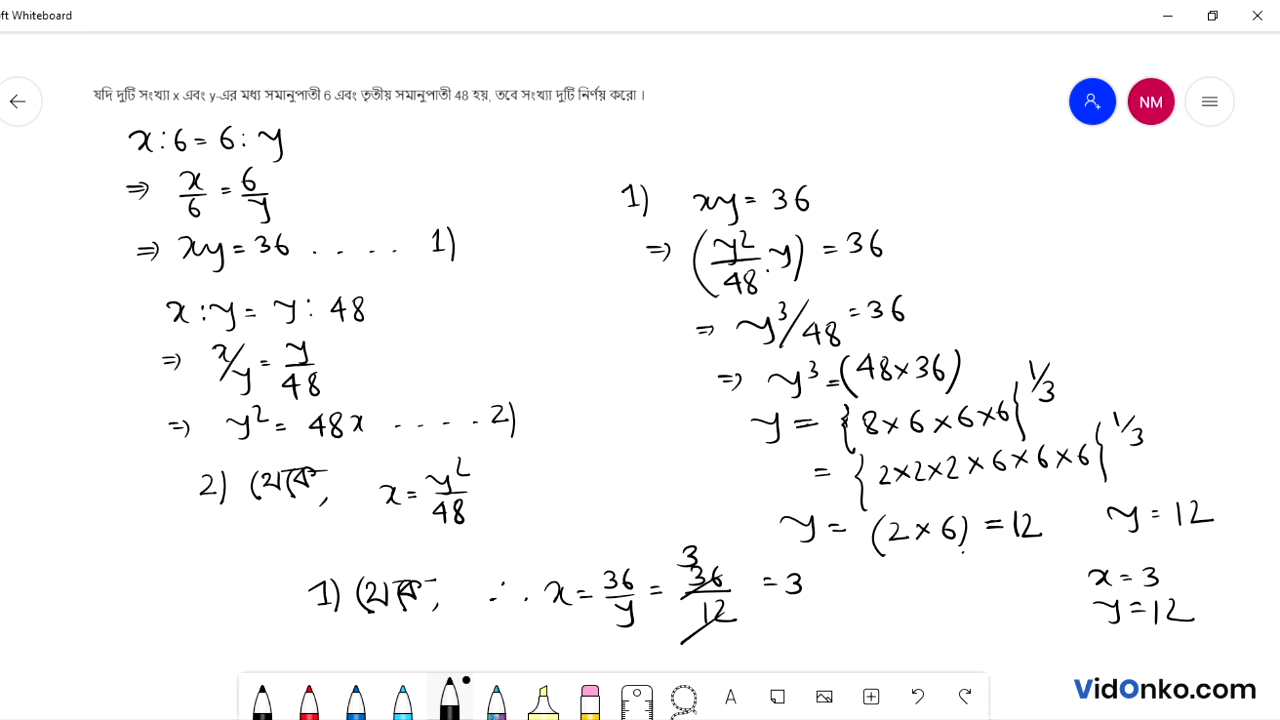 oft Whiteboard
যদি দুটি সংখ্যা x এবং y-এর মধ্য সমানুপাতী 6 এবং তৃতীয় সমানুপাতী 48 হয়, তবে সংখ্যা দুটি নির্ণয় করো।
NM
x : 6 = 6 : y
⇒ x/6 = 6/y
⇒ xy = 36 . . . . 1)
x : y = y : 48
⇒ x/y = y/48
⇒ y² = 48x . . . . 2)
2) থেকে, x = y²/48
1) xy = 36
⇒ (y²/48 . y) = 36
⇒ y³/48 = 36
⇒ y³ = (48×36)
y = {8×6×6×6}^1/3
= {2×2×2×6×6×6}^1/3
y = (2×6) = 12
y = 12
1) থেকে, ∴ x = 36/y = 36/12 = 3
3
x = 3
y = 12
A
VidOnko.com